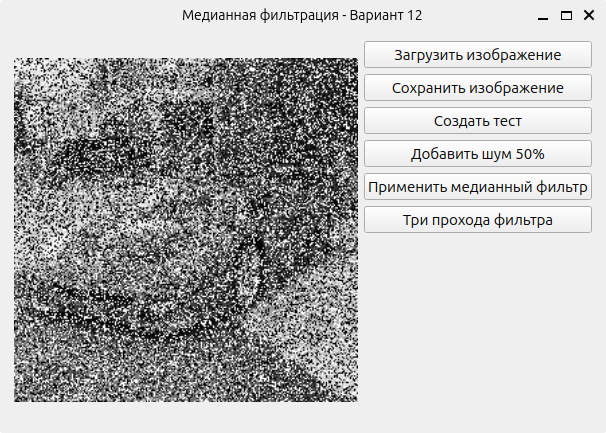 Медианная фильтрация - Вариант 12
Загрузить изображение
Сохранить изображение
Создать тест
Добавить шум 50%
Применить медианный фильтр
Три прохода фильтра